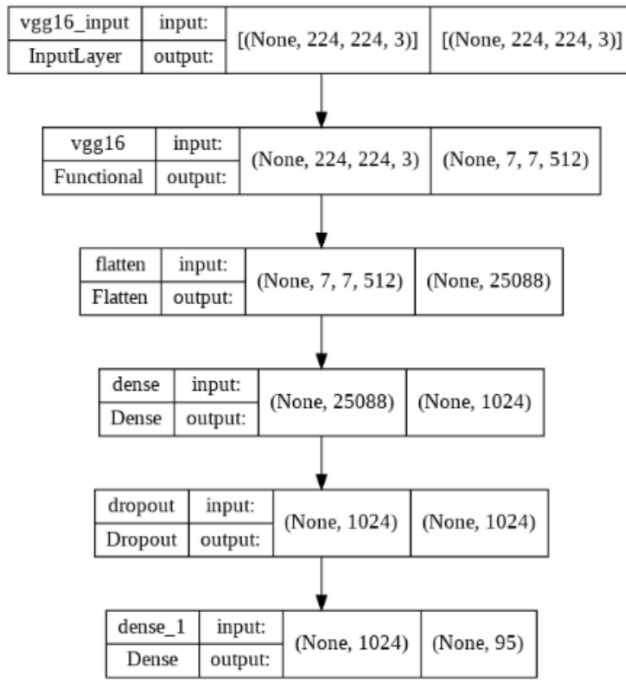 vgg16_input input: [(None, 224, 224, 3)] [(None, 224, 224, 3)]
InputLayer output:
vgg16 input: (None, 224, 224, 3) (None, 7, 7, 512)
Functional output:
flatten input: (None, 7, 7, 512) (None, 25088)
Flatten output:
dense input: (None, 25088) (None, 1024)
Dense output:
dropout input: (None, 1024) (None, 1024)
Dropout output:
dense_1 input: (None, 1024) (None, 95)
Dense output: